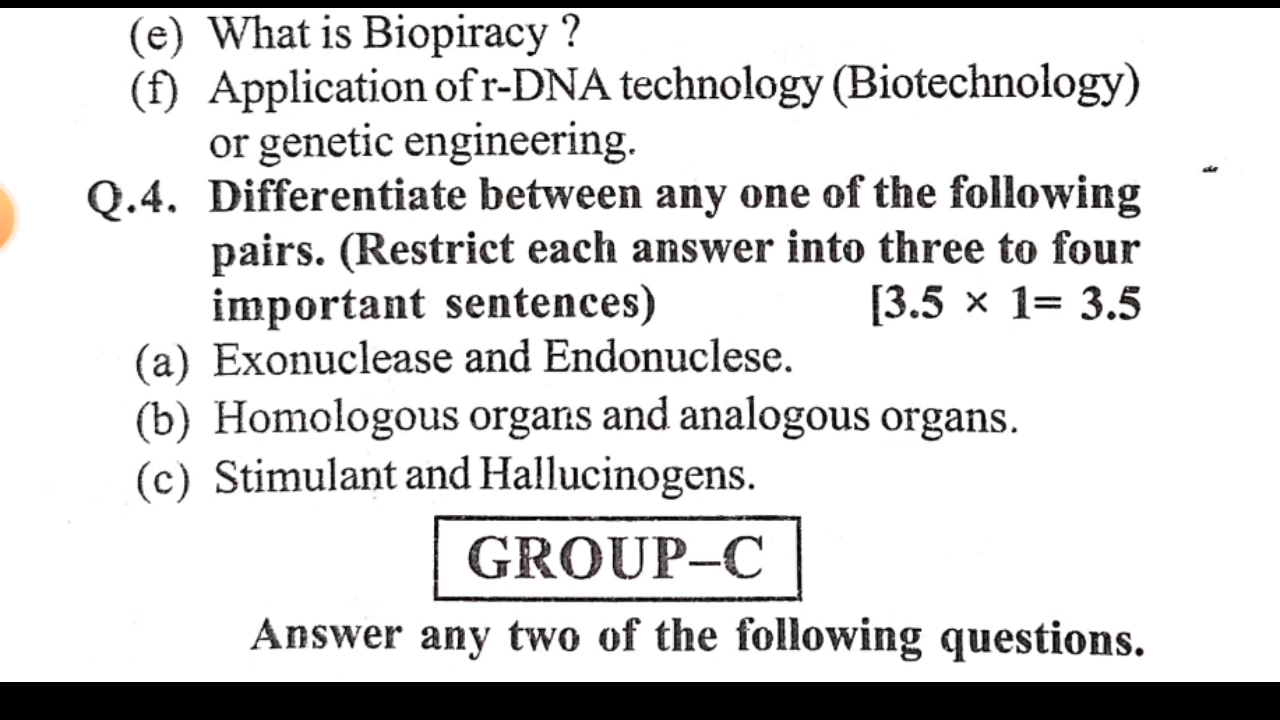 (e) What is Biopiracy ?
(f) Application of r-DNA technology (Biotechnology)
or genetic engineering.
Q.4. Differentiate between any one of the following
pairs. (Restrict each answer into three to four
important sentences) [3.5 × 1= 3.5
(a) Exonuclease and Endonuclese.
(b) Homologous organs and analogous organs.
(c) Stimulant and Hallucinogens.
GROUP–C
Answer any two of the following questions.